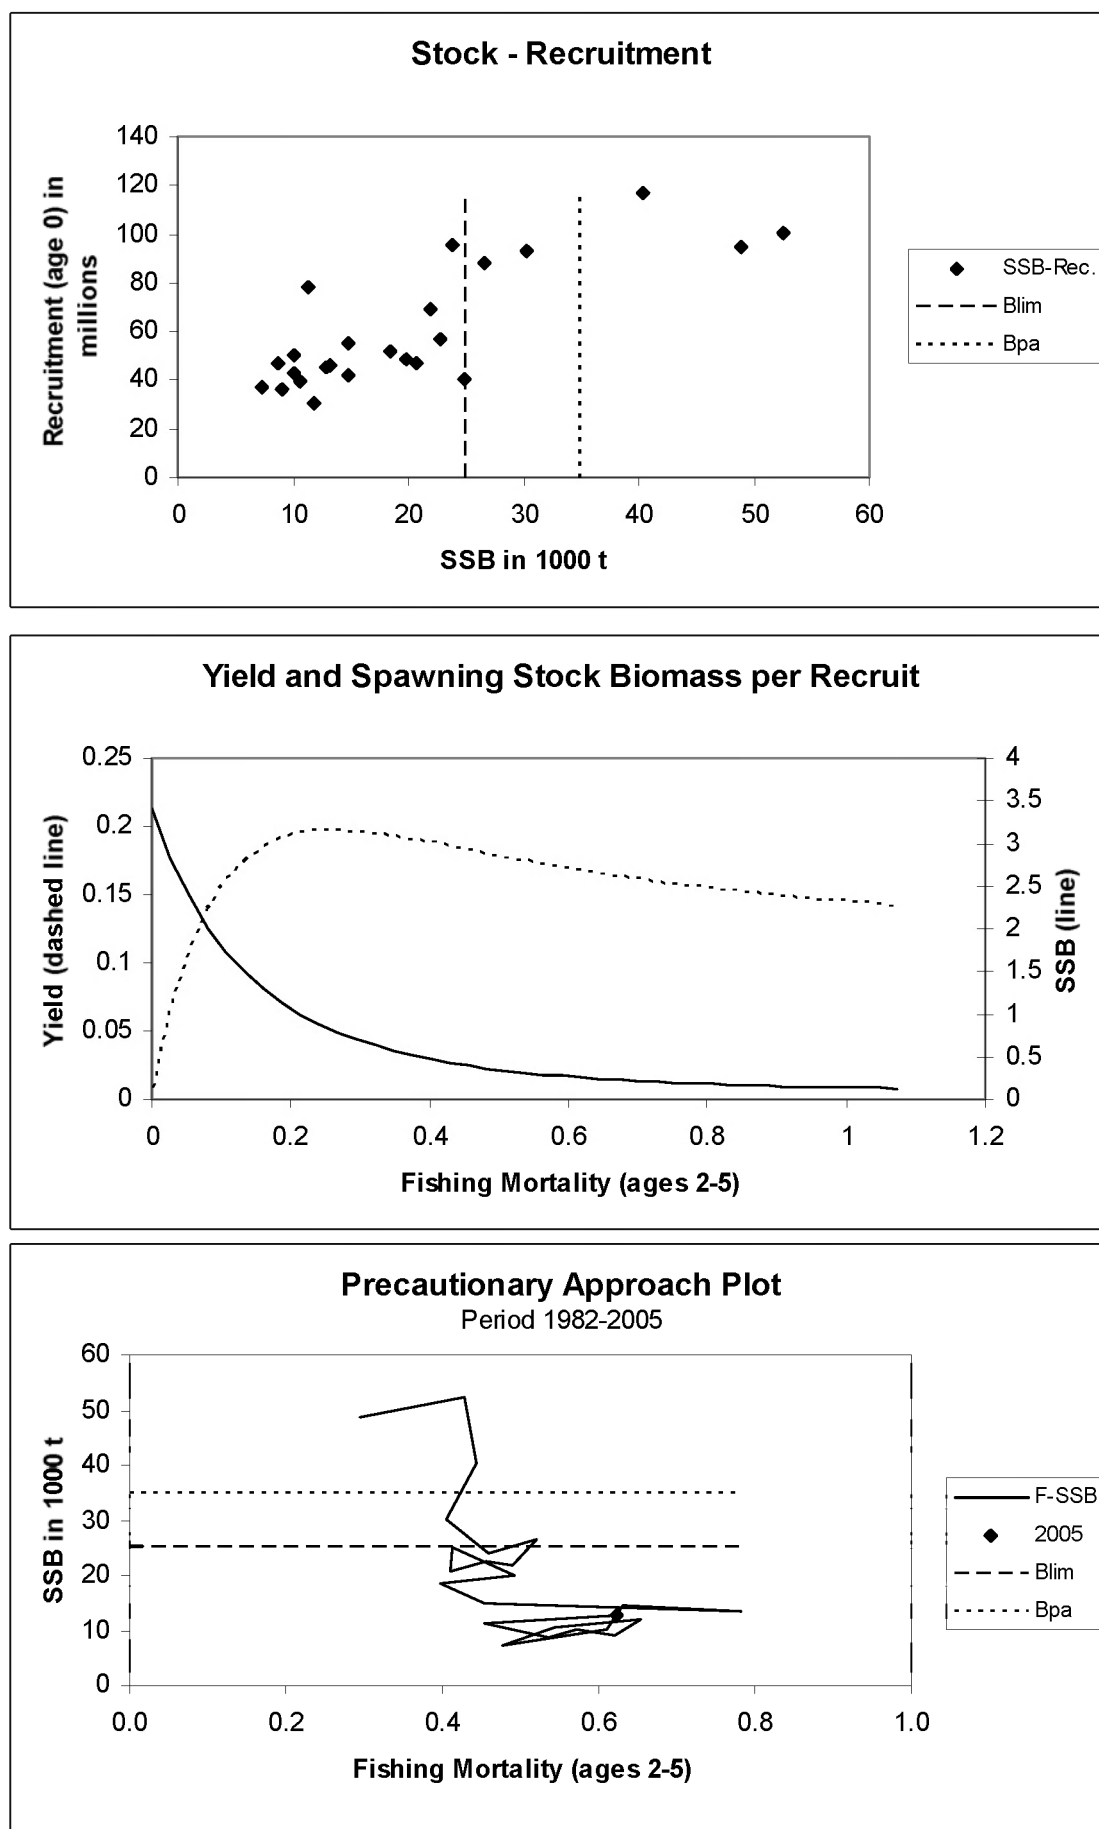 Stock - Recruitment
Recruitment (age 0) in
millions
140
120
100
80
60
40
20
0
0 10 20 30 40 50 60
SSB in 1000 t
SSB-Rec.
Blim
Bpa
Yield and Spawning Stock Biomass per Recruit
Yield (dashed line)
0.25
0.2
0.15
0.1
0.05
0
4
3.5
3
2.5
2
1.5
1
0.5
0
SSB (line)
0 0.2 0.4 0.6 0.8 1 1.2
Fishing Mortality (ages 2-5)
Precautionary Approach Plot
Period 1982-2005
SSB in 1000 t
60
50
40
30
20
10
0
0.0 0.2 0.4 0.6 0.8 1.0
Fishing Mortality (ages 2-5)
F-SSB
2005
Blim
Bpa